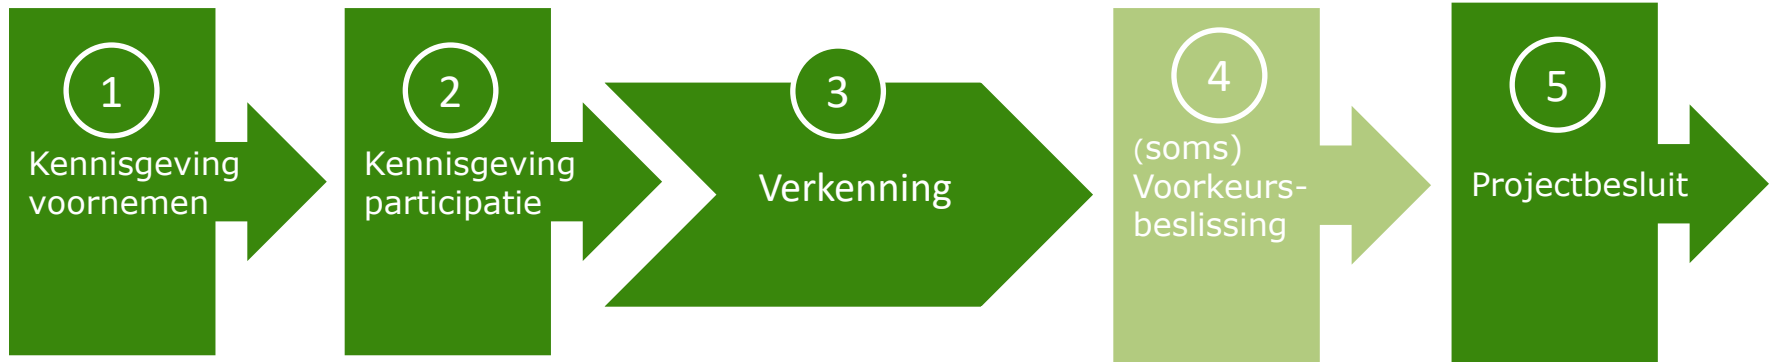 1
Kennisgeving
voornemen
2
Kennisgeving
participatie
3
Verkenning
4
(soms)
Voorkeurs-
beslissing
5
Projectbesluit